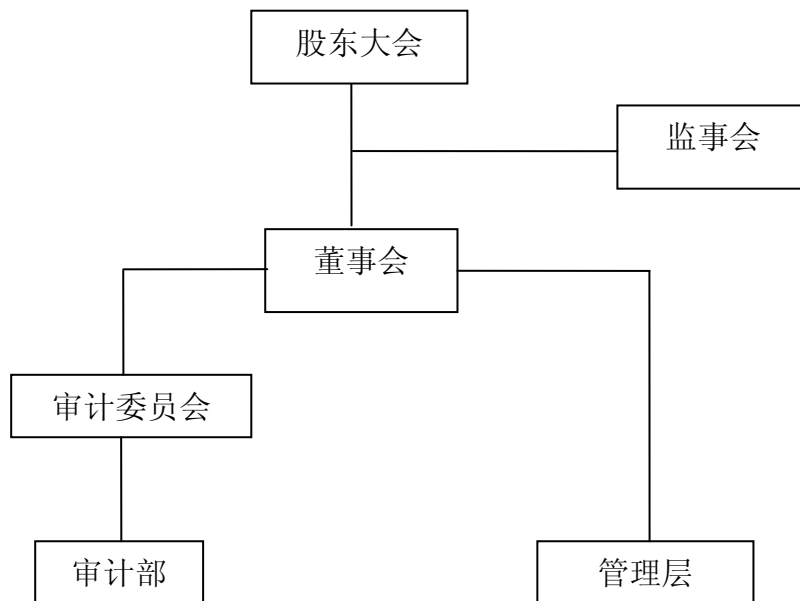 股东大会
监事会
董事会
审计委员会
审计部
管理层